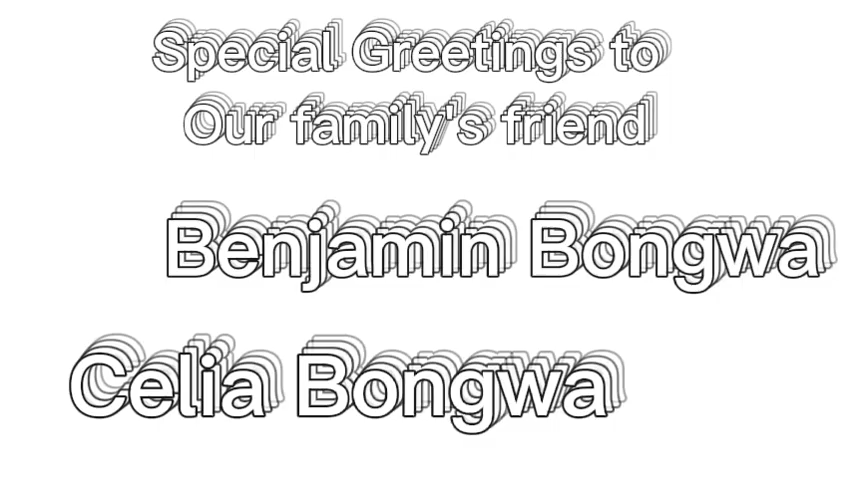 Special Greetings to
Our family's friend
Benjamin Bongwa
Celia Bongwa